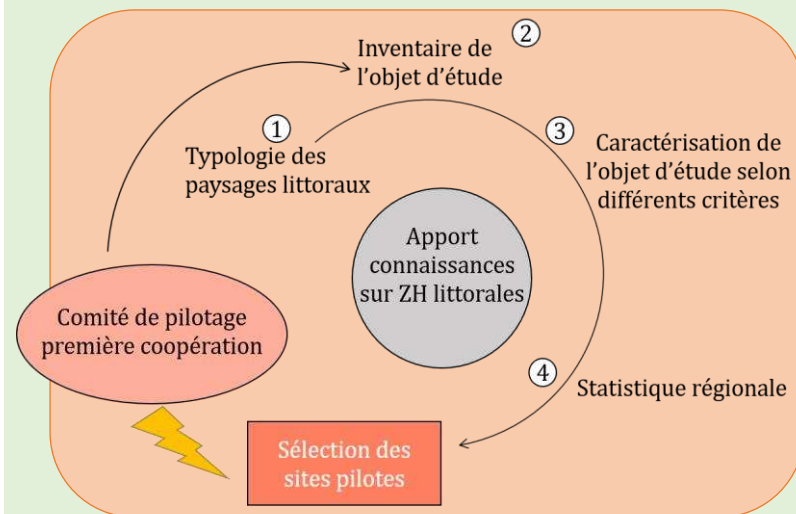 ①
Typologie des
paysages littoraux
②
Inventaire de
l’objet d’étude
③
Caractérisation de
l’objet d’étude selon
différents critères
④
Statistique régionale
Apport
connaissances
sur ZH littorales
Comité de pilotage
première coopération
Sélection des
sites pilotes